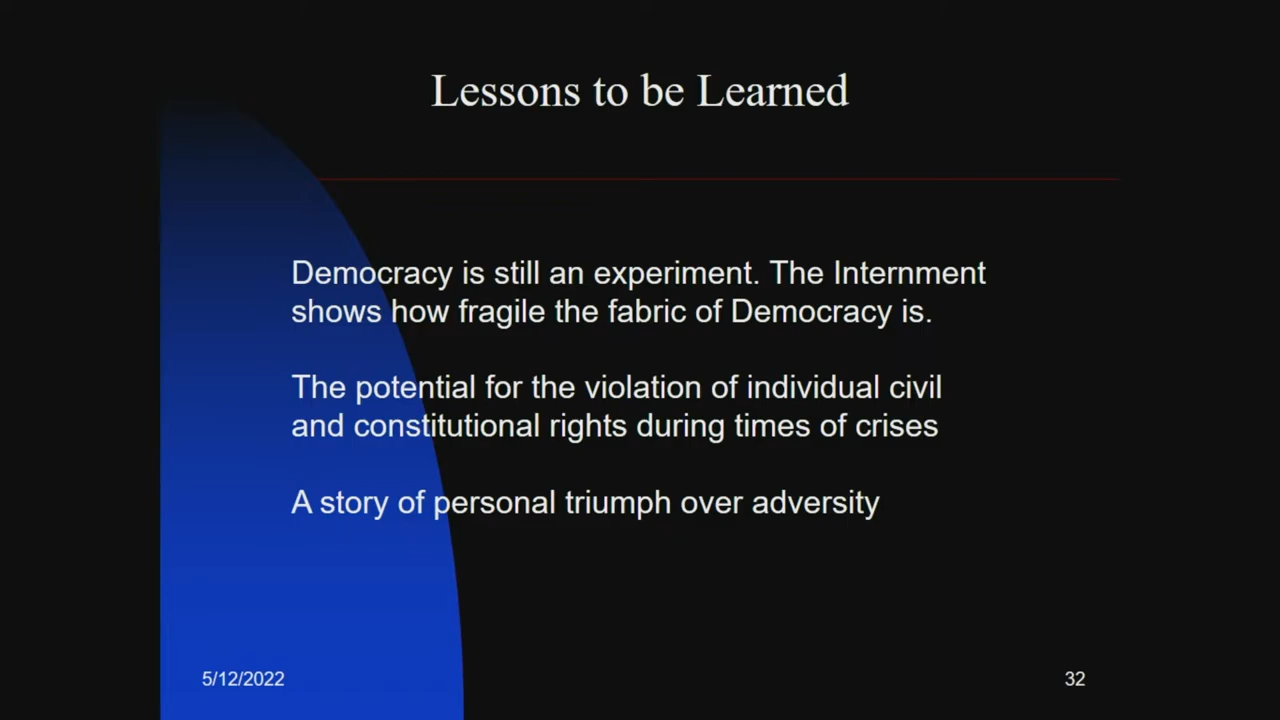 Lessons to be Learned
Democracy is still an experiment. The Internment
shows how fragile the fabric of Democracy is.
The potential for the violation of individual civil
and constitutional rights during times of crises
A story of personal triumph over adversity
5/12/2022
32